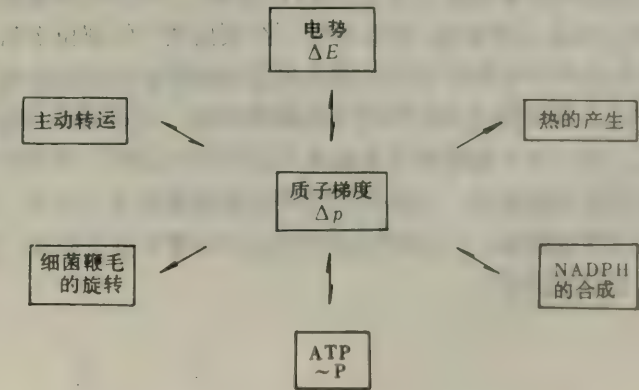 电势
ΔE
主动转运
热的产生
质子梯度
Δp
细菌鞭毛
的旋转
NADPH
的合成
ATP
~P